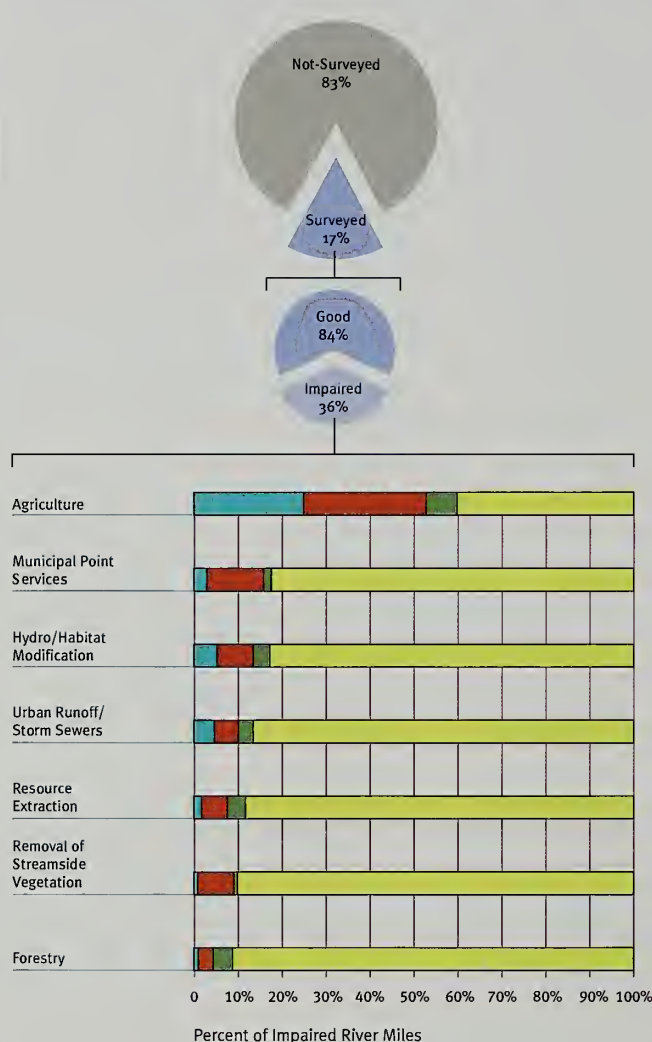 Not-Surveyed
83%
Surveyed
17%
Good
84%
Impaired
36%
Agriculture
Municipal Point
Services
Hydro/Habitat
Modification
Urban Runoff/
Storm Sewers
Resource
Extraction
Removal of
Streamside
Vegetation
Forestry
0 10% 20% 30% 40% 50% 60% 70% 80% 90% 100%
Percent of Impaired River Miles